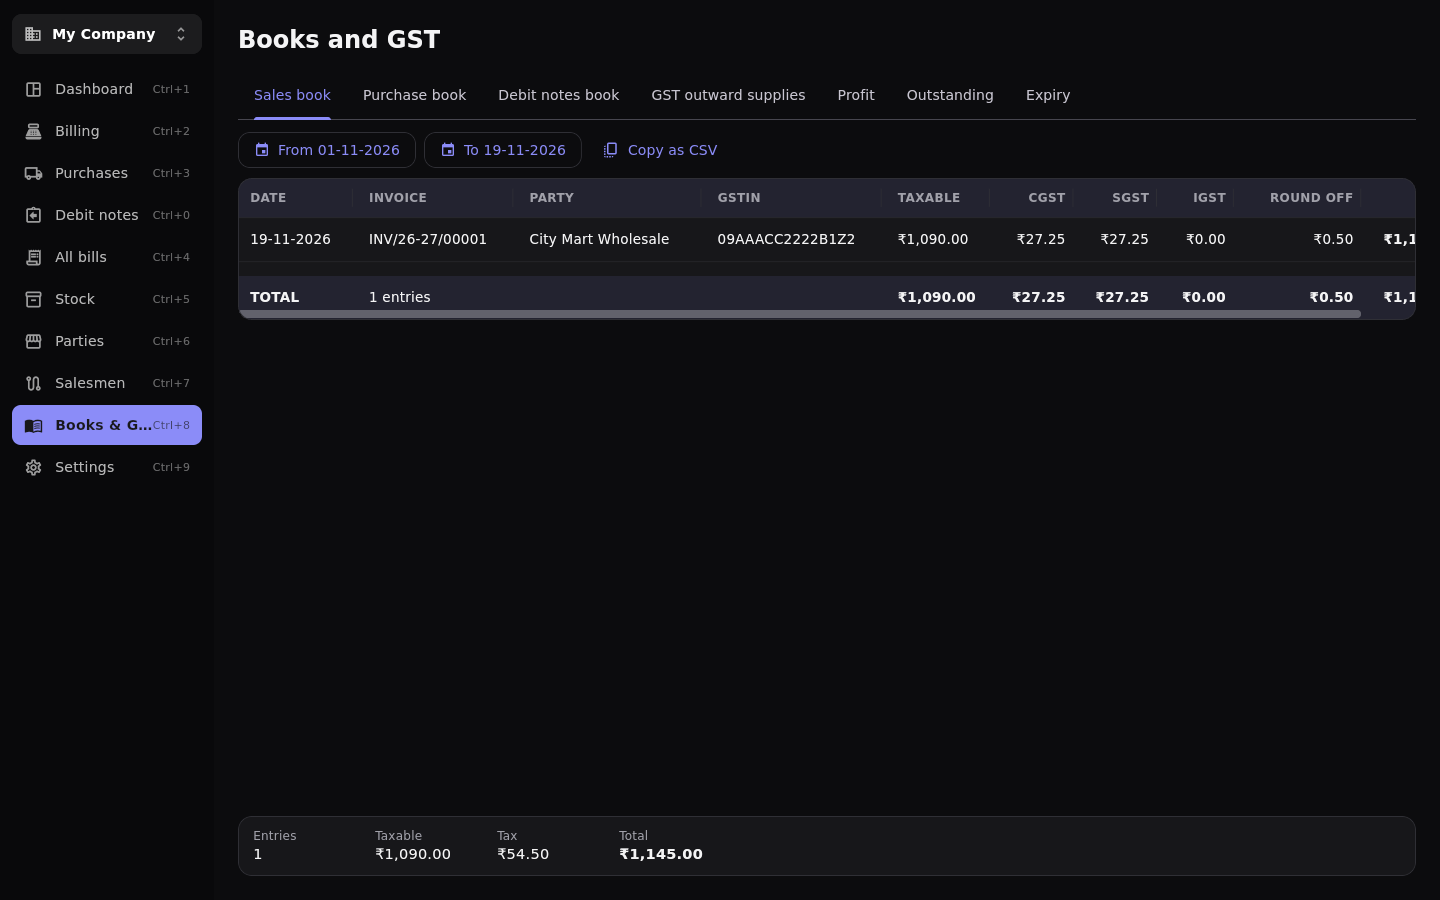 My Company
Dashboard Ctrl+1
Billing Ctrl+2
Purchases Ctrl+3
Debit notes Ctrl+0
All bills Ctrl+4
Stock Ctrl+5
Parties Ctrl+6
Salesmen Ctrl+7
Books & G... Ctrl+8
Settings Ctrl+9
Books and GST
Sales book Purchase book Debit notes book GST outward supplies Profit Outstanding Expiry
From 01-11-2026 To 19-11-2026 Copy as CSV
DATE INVOICE PARTY GSTIN TAXABLE CGST SGST IGST ROUND OFF
19-11-2026 INV/26-27/00001 City Mart Wholesale 09AAACC2222B1Z2 ₹1,090.00 ₹27.25 ₹27.25 ₹0.00 ₹0.50 ₹1,1
TOTAL 1 entries ₹1,090.00 ₹27.25 ₹27.25 ₹0.00 ₹0.50 ₹1,1
Entries Taxable Tax Total
1 ₹1,090.00 ₹54.50 ₹1,145.00